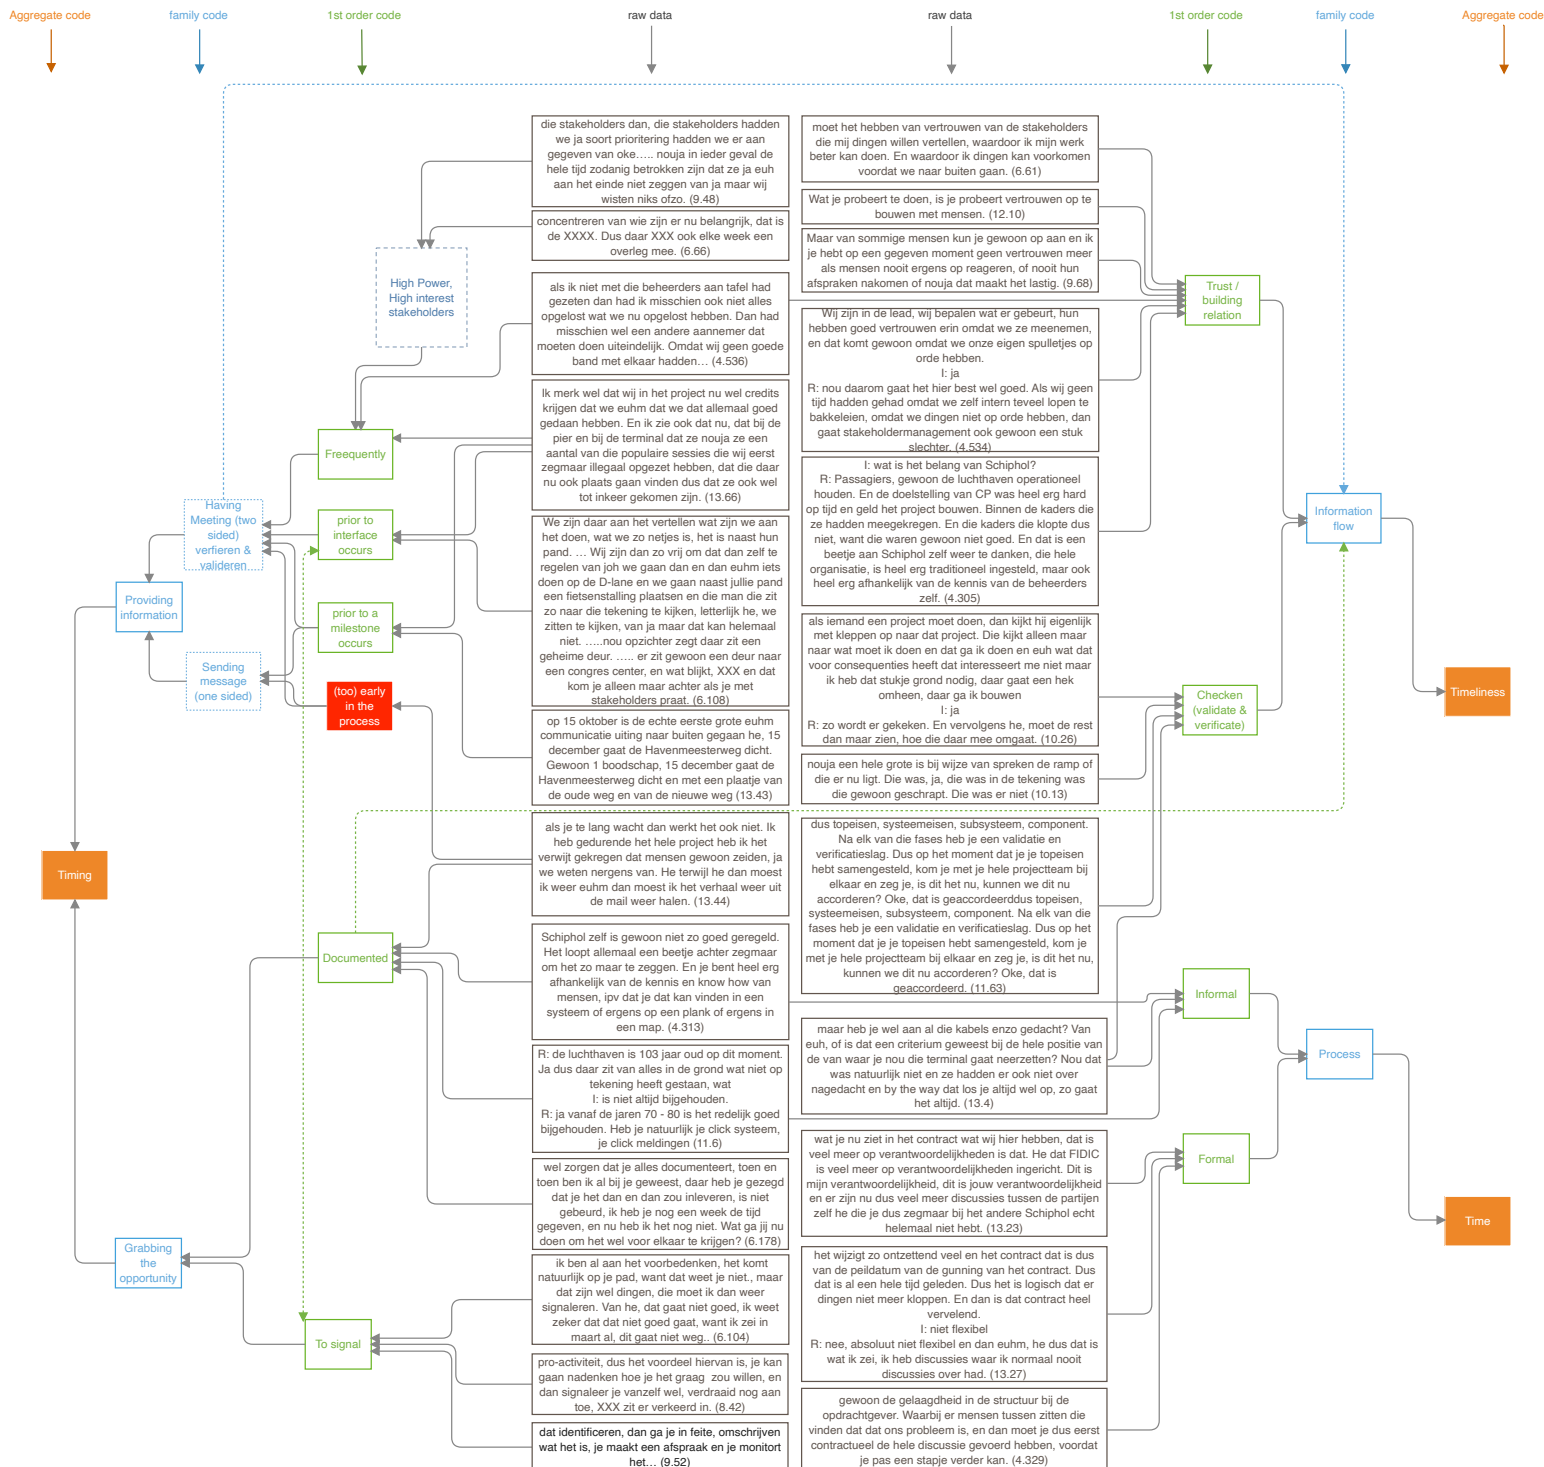 Aggregate code
family code
1st order code
raw data
raw data
1st order code
family code
Aggregate code
die stakeholders dan, die stakeholders hadden
we ja soort prioritering hadden we er aan
gegeven van oke….. nouja in ieder geval de
hele tijd zodanig betrokken zijn dat ze ja euh
aan het einde niet zeggen van ja maar wij
wisten niks ofzo. (9.48)
concentreren van wie zijn er nu belangrijk, dat is
de XXXX. Dus daar XXX ook elke week een
overleg mee. (6.66)
als ik niet met die beheerders aan tafel had
gezeten dan had ik misschien ook niet alles
opgelost wat we nu opgelost hebben. Dan had
misschien wel een andere aannemer dat
moeten doen uiteindelijk. Omdat wij geen goede
band met elkaar hadden… (4.536)
Ik merk wel dat wij in het project nu wel credits
krijgen dat we euhm dat we dat allemaal goed
gedaan hebben. En ik zie ook dat nu, dat bij de
pier en bij de terminal dat ze nouja ze een
aantal van die populaire sessies die wij eerst
zegmaar illegaal opgezet hebben, dat die daar
nu ook plaats gaan vinden dus dat ze ook wel
tot inkeer gekomen zijn. (13.66)
We zijn daar aan het vertellen wat zijn we aan
het doen, wat we zo netjes is, het is naast hun
pand. … Wij zijn dan zo vrij om dat dan zelf te
regelen van joh we gaan dan en dan euhm iets
doen op de D-lane en we gaan naast jullie pand
een fietsenstalling plaatsen en die man die zit
zo naar die tekening te kijken, letterlijk he, we
zitten te kijken, van ja maar dat kan helemaal
niet. …..nou opzichter zegt daar zit een
geheime deur. ….. er zit gewoon een deur naar
een congres center, en wat blijkt, XXX en dat
kom je alleen maar achter als je met
stakeholders praat. (6.108)
op 15 oktober is de echte eerste grote euhm
communicatie uiting naar buiten gegaan he, 15
december gaat de Havenmeesterweg dicht.
Gewoon 1 boodschap, 15 december gaat de
Havenmeesterweg dicht en met een plaatje van
de oude weg en van de nieuwe weg (13.43)
als je te lang wacht dan werkt het ook niet. Ik
heb gedurende het hele project heb ik het
verwijt gekregen dat mensen gewoon zeiden, ja
we weten nergens van. He terwijl he dan moest
ik weer euhm dan moest ik het verhaal weer uit
de mail weer halen. (13.44)
Schiphol zelf is gewoon niet zo goed geregeld.
Het loopt allemaal een beetje achter zegmaar
om het zo maar te zeggen. En je bent heel erg
afhankelijk van de kennis en know how van
mensen, ipv dat je dat kan vinden in een
systeem of ergens op een plank of ergens in
een map. (4.313)
R: de luchthaven is 103 jaar oud op dit moment.
Ja dus daar zit van alles in de grond wat niet op
tekening heeft gestaan, wat
I: is niet altijd bijgehouden.
R: ja vanaf de jaren 70 - 80 is het redelijk goed
bijgehouden. Heb je natuurlijk je click systeem,
je click meldingen (11.6)
wel zorgen dat je alles documenteert, toen en
toen ben ik al bij je geweest, daar heb je gezegd
dat je het dan en dan zou inleveren, is niet
gebeurd, ik heb je nog een week de tijd
gegeven, en nu heb ik het nog niet. Wat ga jij nu
doen om het wel voor elkaar te krijgen? (6.178)
ik ben al aan het voorbedenken, het komt
natuurlijk op je pad, want dat weet je niet., maar
dat zijn wel dingen, die moet ik dan weer
signaleren. Van he, dat gaat niet goed, ik weet
zeker dat dat niet goed gaat, want ik zei in
maart al, dit gaat niet weg.. (6.104)
pro-activiteit, dus het voordeel hiervan is, je kan
gaan nadenken hoe je het graag  zou willen, en
dan signaleer je vanzelf wel, verdraaid nog aan
toe, XXX zit er verkeerd in. (8.42)
dat identificeren, dan ga je in feite, omschrijven
wat het is, je maakt een afspraak en je monitort
het… (9.52)
moet het hebben van vertrouwen van de stakeholders
die mij dingen willen vertellen, waardoor ik mijn werk
beter kan doen. En waardoor ik dingen kan voorkomen
voordat we naar buiten gaan. (6.61)
Wat je probeert te doen, is je probeert vertrouwen op te
bouwen met mensen. (12.10)
Maar van sommige mensen kun je gewoon op aan en ik
je hebt op een gegeven moment geen vertrouwen meer
als mensen nooit ergens op reageren, of nooit hun
afspraken nakomen of nouja dat maakt het lastig. (9.68)
Wij zijn in de lead, wij bepalen wat er gebeurt, hun
hebben goed vertrouwen erin omdat we ze meenemen,
en dat komt gewoon omdat we onze eigen spulletjes op
orde hebben.
I: ja
R: nou daarom gaat het hier best wel goed. Als wij geen
tijd hadden gehad omdat we zelf intern teveel lopen te
bakkeleien, omdat we dingen niet op orde hebben, dan
gaat stakeholdermanagement ook gewoon een stuk
slechter. (4.534)
I: wat is het belang van Schiphol?
R: Passagiers, gewoon de luchthaven operationeel
houden. En de doelstelling van CP was heel erg hard
op tijd en geld het project bouwen. Binnen de kaders die
ze hadden meegekregen. En die kaders die klopte dus
niet, want die waren gewoon niet goed. En dat is een
beetje aan Schiphol zelf weer te danken, die hele
organisatie, is heel erg traditioneel ingesteld, maar ook
heel erg afhankelijk van de kennis van de beheerders
zelf. (4.305)
als iemand een project moet doen, dan kijkt hij eigenlijk
met kleppen op naar dat project. Die kijkt alleen maar
naar wat moet ik doen en dat ga ik doen en euh wat dat
voor consequenties heeft dat interesseert me niet maar
ik heb dat stukje grond nodig, daar gaat een hek
omheen, daar ga ik bouwen
I: ja
R: zo wordt er gekeken. En vervolgens he, moet de rest
dan maar zien, hoe die daar mee omgaat. (10.26)
nouja een hele grote is bij wijze van spreken de ramp of
die er nu ligt. Die was, ja, die was in de tekening was
die gewoon geschrapt. Die was er niet (10.13)
dus topeisen, systeemeisen, subsysteem, component.
Na elk van die fases heb je een validatie en
verificatieslag. Dus op het moment dat je je topeisen
hebt samengesteld, kom je met je hele projectteam bij
elkaar en zeg je, is dit het nu, kunnen we dit nu
accorderen? Oke, dat is geaccordeerddus topeisen,
systeemeisen, subsysteem, component. Na elk van die
fases heb je een validatie en verificatieslag. Dus op het
moment dat je je topeisen hebt samengesteld, kom je
met je hele projectteam bij elkaar en zeg je, is dit het nu,
kunnen we dit nu accorderen? Oke, dat is
geaccordeerd. (11.63)
maar heb je wel aan al die kabels enzo gedacht? Van
euh, of is dat een criterium geweest bij de hele positie van
de van waar je nou die terminal gaat neerzetten? Nou dat
was natuurlijk niet en ze hadden er ook niet over
nagedacht en by the way dat los je altijd wel op, zo gaat
het altijd. (13.4)
wat je nu ziet in het contract wat wij hier hebben, dat is
veel meer op verantwoordelijkheden is dat. He dat FIDIC
is veel meer op verantwoordelijkheden ingericht. Dit is
mijn verantwoordelijkheid, dit is jouw verantwoordelijkheid
en er zijn nu dus veel meer discussies tussen de partijen
zelf he die je dus zegmaar bij het andere Schiphol echt
helemaal niet hebt. (13.23)
het wijzigt zo ontzettend veel en het contract dat is dus
van de peildatum van de gunning van het contract. Dus
dat is al een hele tijd geleden. Dus het is logisch dat er
dingen niet meer kloppen. En dan is dat contract heel
vervelend.
I: niet flexibel
R: nee, absoluut niet flexibel en dan euhm, he dus dat is
wat ik zei, ik heb discussies waar ik normaal nooit
discussies over had. (13.27)
gewoon de gelaagdheid in de structuur bij de
opdrachtgever. Waarbij er mensen tussen zitten die
vinden dat dat ons probleem is, en dan moet je dus eerst
contractueel de hele discussie gevoerd hebben, voordat
je pas een stapje verder kan. (4.329)
High Power,
High interest
stakeholders
Freequently
prior to
interface
occurs
prior to a
milestone
occurs
(too) early
in the
process
Documented
To signal
Having
Meeting (two
sided)
verfieren &
valideren
Providing
information
Sending
message
(one sided)
Timing
Grabbing
the
opportunity
Trust /
building
relation
Information
flow
Checken
(validate &
verificate)
Timeliness
Informal
Process
Formal
Time